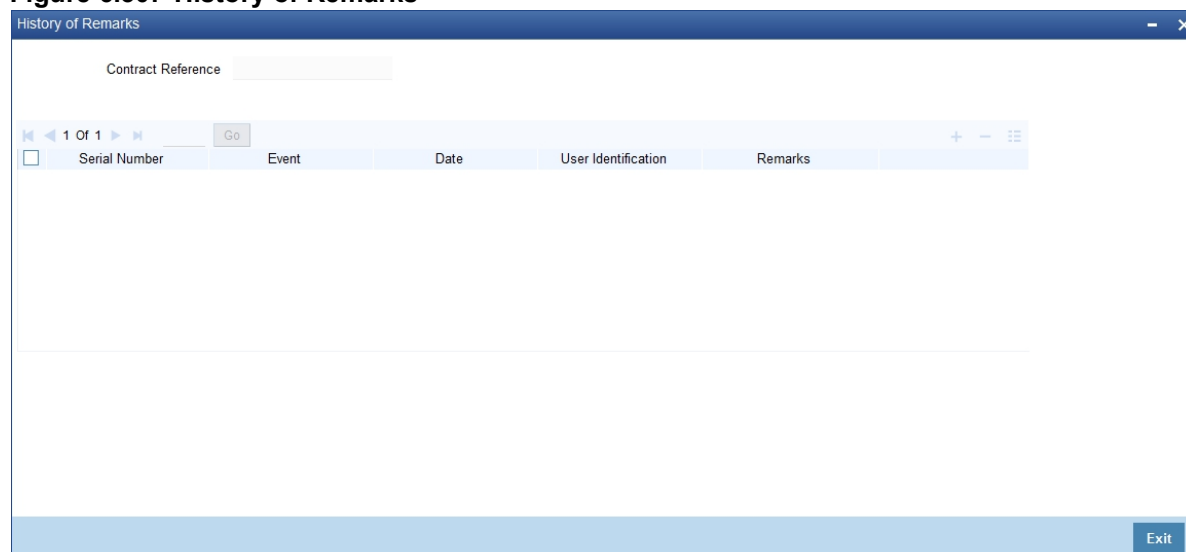 History of Remarks
Contract Reference
1 Of 1 Go
Serial Number Event Date User Identification Remarks
Exit